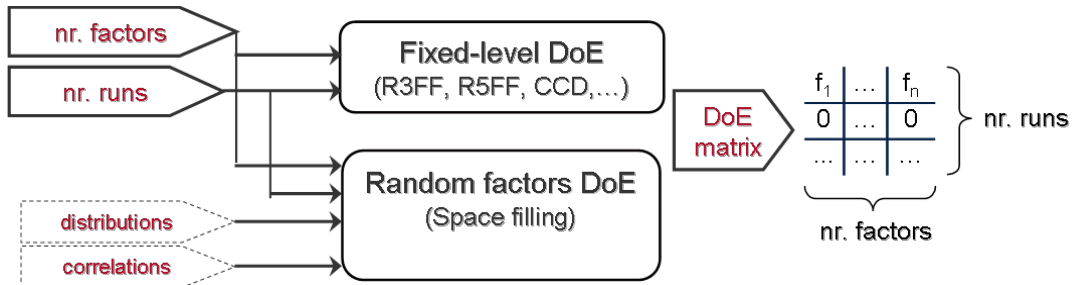 nr. factors
nr. runs
distributions
correlations
Fixed-level DoE
(R3FF, R5FF, CCD,…)
Random factors DoE
(Space filling)
DoE
matrix
f1 … fn
0 … 0
… … …
nr. runs
nr. factors